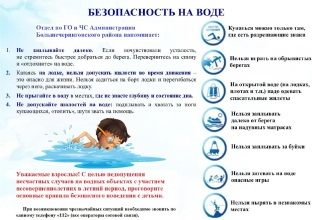 БЕЗОПАСНОСТЬ НА ВОДЕ
Отдел по ГО и ЧС Администрации
Большечерниговского района напоминает:
1. Не заплывайте далеко. Если почувствовали усталость,
не стремитесь быстрее добраться до берега. Перевернитесь на спину
и «отдохните» на воде.
2. Катаясь на лодке, нельзя допускать шалости во время движения –
это опасно для жизни. Нельзя садиться на борт лодки и перегибаться
через него, раскачивать лодку.
3. Не прыгайте в воду в местах, где не знаете глубину и состояние дна.
4. Не допускайте шалостей по воде: подплывать и хватать за ноги
купающихся, «топить», звать на помощь в шутку.
Уважаемые взрослые! С целью недопущения
несчастных случаев на водных объектах с участием
несовершеннолетних в летний период, проговорите
основные правила безопасного поведения с детьми.
При возникновении чрезвычайных ситуаций необходимо звонить по
единому телефону «112» (все операторы сотовой связи).
Купаться можно только там,
где есть разрешающие знаки
Нельзя играть на обрывистых
берегах
На открытой воде (на лодках,
плотах и т.п.) надо одевать
спасательные жилеты
Нельзя заплывать
далеко от берега
на надувных матрасах
Нельзя заплывать за буйки
Нельзя затевать на воде
опасные игры
Нельзя нырять в незнакомых
местах